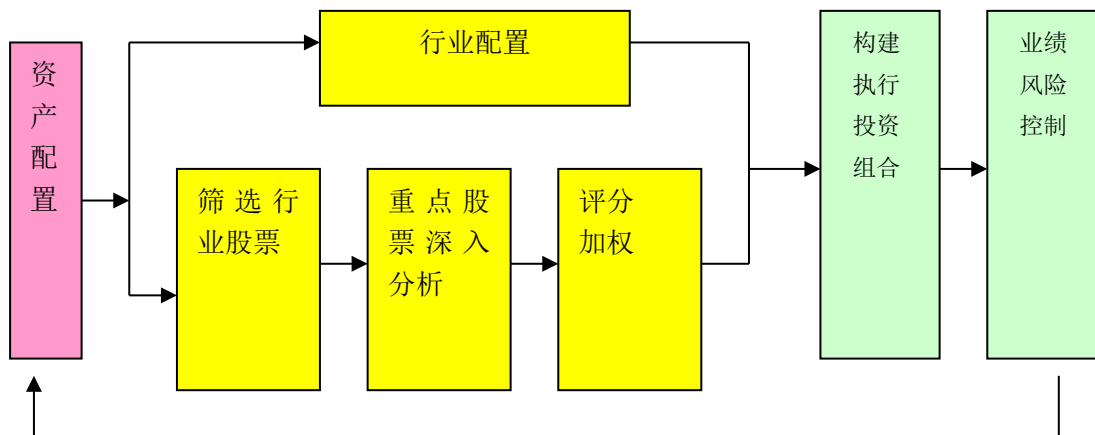 资
产
配
置
行业配置
筛选行
业股票
重点股
票深入
分析
评分
加权
构建
执行
投资
组合
业绩
风险
控制